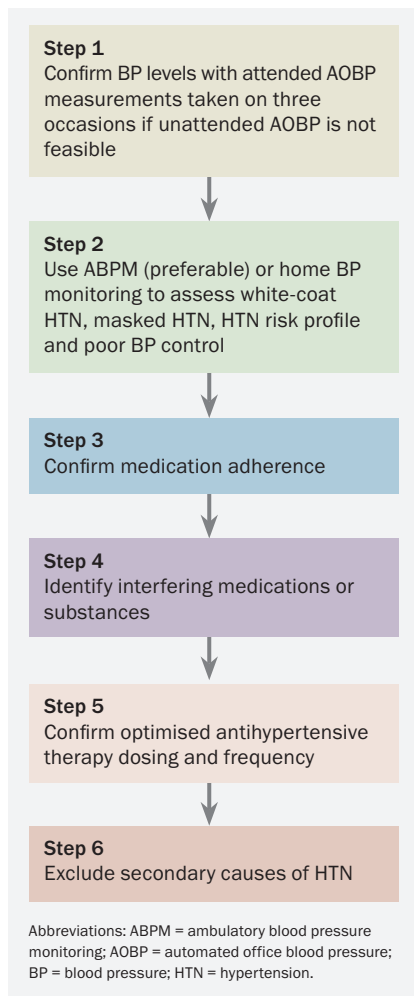 Step 1
Confirm BP levels with attended AOBP
measurements taken on three
occasions if unattended AOBP is not
feasible
Step 2
Use ABPM (preferable) or home BP
monitoring to assess white-coat
HTN, masked HTN, HTN risk profile
and poor BP control
Step 3
Confirm medication adherence
Step 4
Identify interfering medications or
substances
Step 5
Confirm optimised antihypertensive
therapy dosing and frequency
Step 6
Exclude secondary causes of HTN
Abbreviations: ABPM = ambulatory blood pressure
monitoring; AOBP = automated office blood pressure;
BP = blood pressure; HTN = hypertension.